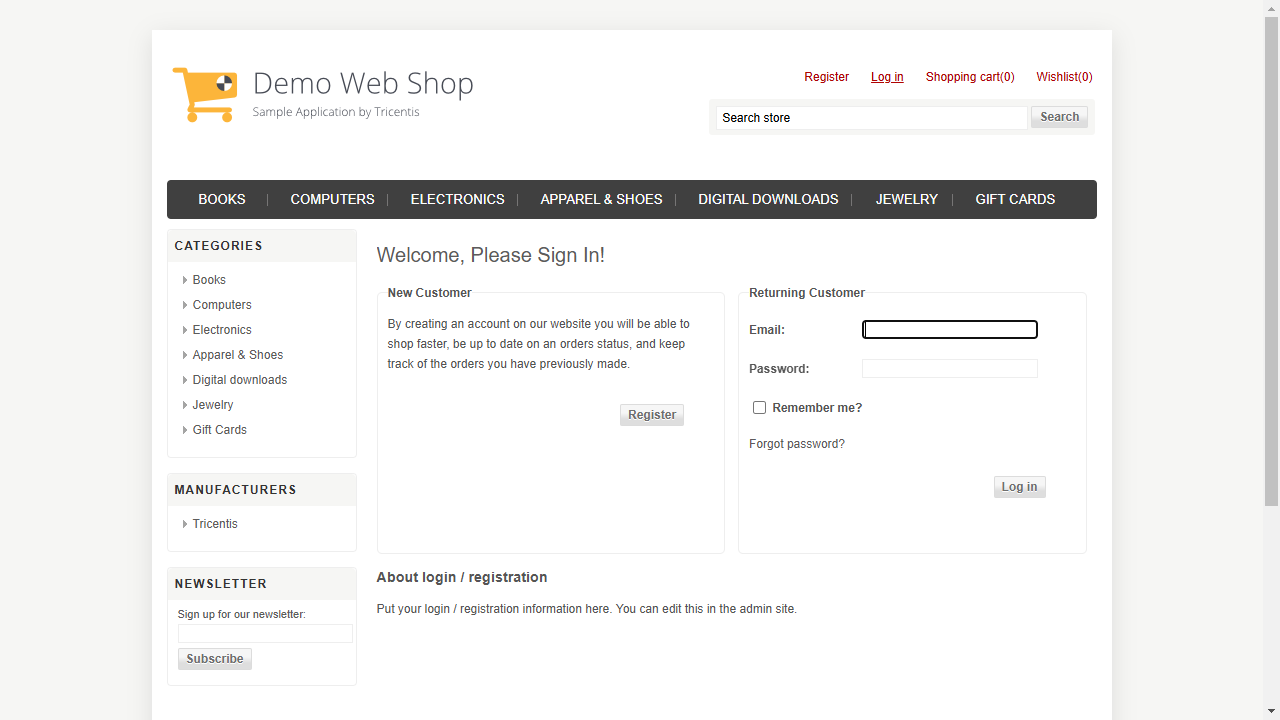 Demo Web Shop
Sample Application by Tricentis
Register Log in Shopping cart(0) Wishlist(0)
Search store Search
BOOKS COMPUTERS ELECTRONICS APPAREL & SHOES DIGITAL DOWNLOADS JEWELRY GIFT CARDS
CATEGORIES
Books
Computers
Electronics
Apparel & Shoes
Digital downloads
Jewelry
Gift Cards
MANUFACTURERS
Tricentis
NEWSLETTER
Sign up for our newsletter:
Subscribe
Welcome, Please Sign In!
New Customer
By creating an account on our website you will be able to
shop faster, be up to date on an orders status, and keep
track of the orders you have previously made.
Register
Returning Customer
Email:
Password:
Remember me?
Forgot password?
Log in
About login / registration
Put your login / registration information here. You can edit this in the admin site.